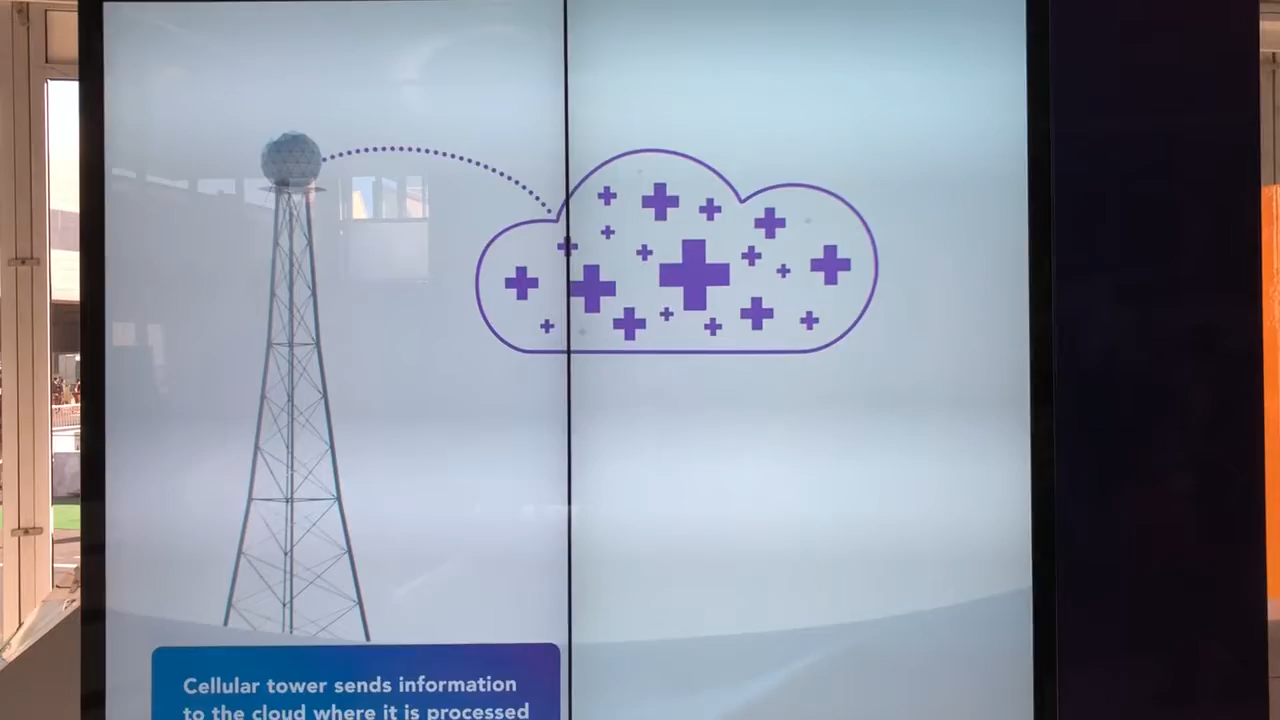 Cellular tower sends information
to the cloud where it is processed